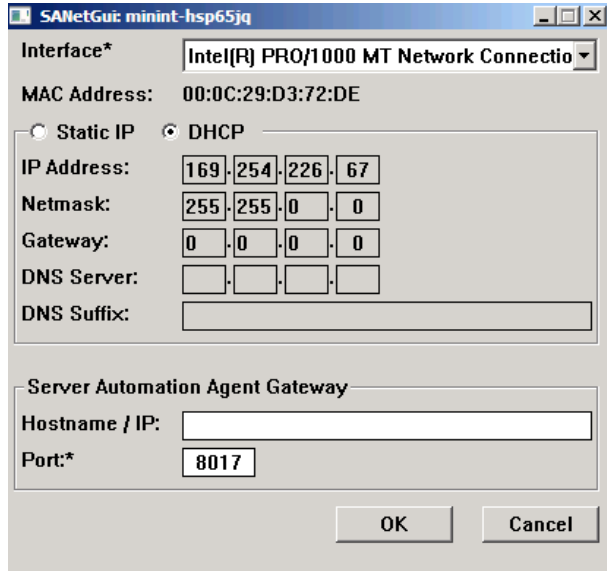 SANetGui: minint-hsp65jq
Interface* Intel(R) PRO/1000 MT Network Connectio
MAC Address: 00:0C:29:D3:72:DE
Static IP DHCP
IP Address: 169.254.226.67
Netmask: 255.255.0.0
Gateway: 0.0.0.0
DNS Server: . . .
DNS Suffix:
Server Automation Agent Gateway
Hostname / IP:
Port:* 8017
OK Cancel